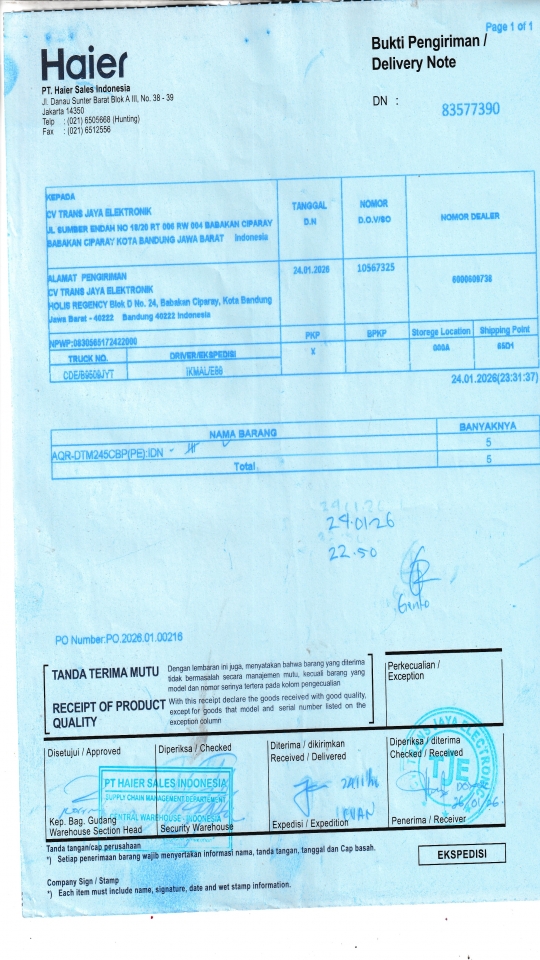 Page 1 of 1
Haier
Bukti Pengiriman /
Delivery Note
PT. Haier Sales Indonesia
Jl. Danau Sunter Barat Blok A III, No. 38 - 39
Jakarta 14350
Telp : (021) 6505668 (Hunting)
Fax : (021) 6512556
DN : 83577390
KEPADA
CV TRANS JAYA ELEKTRONIK
JL SUMBER ENDAH NO 18/20 RT 006 RW 004 BABAKAN CIPARAY
BABAKAN CIPARAY KOTA BANDUNG JAWA BARAT Indonesia
TANGGAL
D.N
NOMOR
D.O.V/SO
NOMOR DEALER
ALAMAT PENGIRIMAN
CV TRANS JAYA ELEKTRONIK
HOLIS REGENCY Blok D No. 24, Babakan Ciparay, Kota Bandung
Jawa Barat - 40222 Bandung 40222 Indonesia
24.01.2026
10567325
NPWP:0830565172422000
PKP
BPKP
Storage Location
Shipping Point
TRUCK NO.
DRIVER/EKSPEDISI
X
000A
IKMAL/E86
24.01.2026(23:31:37)
NAMA BARANG
BANYAKNYA
AQR-DTM245CBP(PE):IDN -
5
Total
5
24.01.26
22.50
Gento
PO Number:PO.2026.01.00216
TANDA TERIMA MUTU
Dengan lembaran ini juga, menyatakan bahwa barang yang diterima
tidak bermasalah secara manajemen mutu, kecuali barang yang
model dan nomor serinya tertera pada kolom pengecualian
RECEIPT OF PRODUCT
QUALITY
With this receipt declare the goods received with good quality,
except for goods that model and serial number listed on the
exception column
Perkecualian /
Exception
Disetujui / Approved
Diperiksa / Checked
Diterima / dikirimkan
Received / Delivered
Diperiksa / diterima
Checked / Received
PT HAIER SALES INDONESIA
SUPPLY CHAIN MANAGEMENT DEPARTEMENT
CENTRAL WAREHOUSE - INDONESIA
TJE
Kep. Bag. Gudang
Warehouse Section Head
Security Warehouse
Expedisi / Expedition
Penerima / Receiver
Tanda tangan/cap perusahaan
*) Setiap penerimaan barang wajib menyertakan informasi nama, tanda tangan, tanggal dan Cap basah.
EKSPEDISI
Company Sign / Stamp
*) Each item must include name, signature, date and wet stamp information.